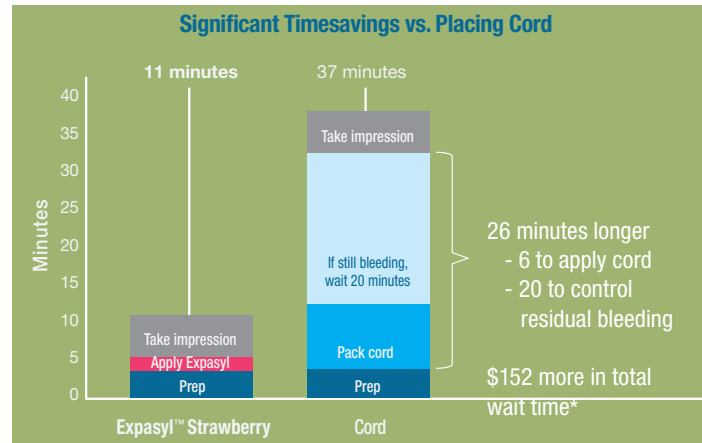 Significant Timesavings vs. Placing Cord
11 minutes
37 minutes
Minutes
40
35
30
25
20
15
10
5
0
Take impression
Apply Expasyl
Prep
Take impression
If still bleeding,
wait 20 minutes
Pack cord
Prep
26 minutes longer
- 6 to apply cord
- 20 to control
residual bleeding
$152 more in total
wait time*
Expasyl™ Strawberry
Cord